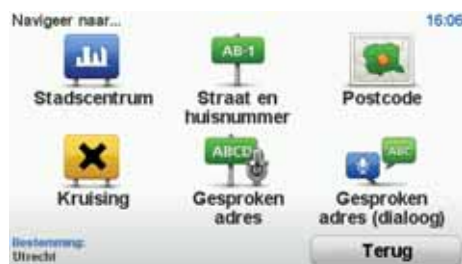 Navigeer naar...
16:06
AB-1
Stadscentrum
Straat en
huisnummer
Postcode
ABCD
ABC
Kruising
Gesproken
adres
Gesproken
adres (dialoog)
Bestemming:
Utrecht
Terug